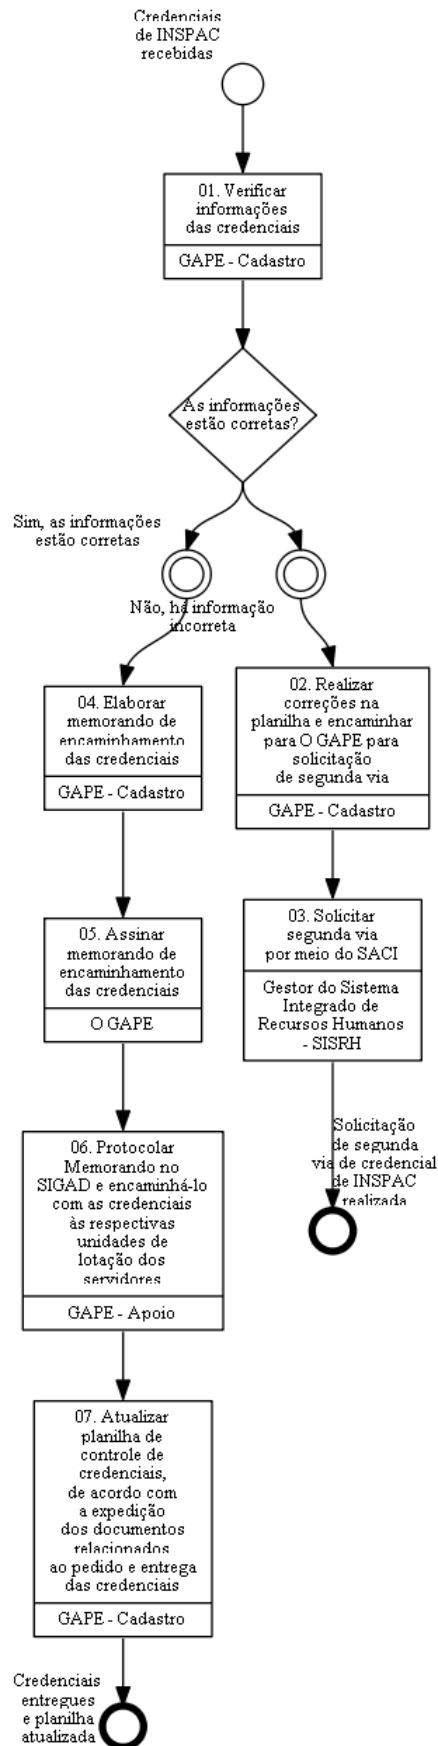 Credenciais
de INSPAC
recebidas
01. Verificar
informações
das credenciais
GAPE - Cadastro
As informações
estão corretas?
Sim, as informações
estão corretas
Não, há informação
incorreta
02. Realizar
correções na
planilha e encaminhar
para O GAPE para
solicitação
de segunda via
GAPE - Cadastro
04. Elaborar
memorando de
encaminhamento
das credenciais
GAPE - Cadastro
03. Solicitar
segunda via
por meio do SACI
Gestor do Sistema
Integrado de
Recursos Humanos
- SISRH
05. Assinar
memorando de
encaminhamento
das credenciais
O GAPE
Solicitação
de segunda
via de credencial
de INSPAC
realizada
06. Protocolar
Memorando no
SIGAD e encaminhá-lo
com as credenciais
às respectivas
unidades de
lotação dos
servidores
GAPE - Apoio
07. Atualizar
planilha de
controle de
credenciais,
de acordo com
a expedição
dos documentos
relacionados
ao pedido e entrega
das credenciais
GAPE - Cadastro
Credenciais
entregues
e planilha
atualizada